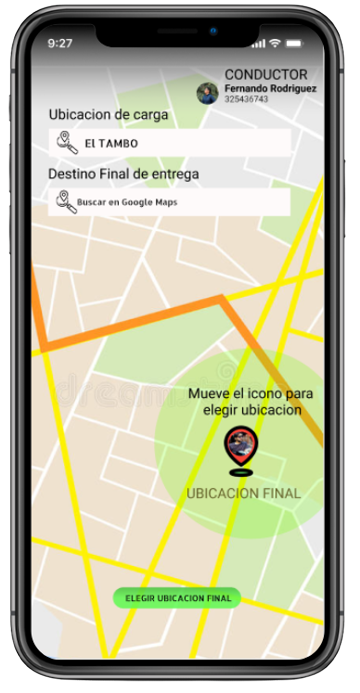 9:27
CONDUCTOR
Fernando Rodriguez
325436743
Ubicacion de carga
El TAMBO
Destino Final de entrega
Buscar en Google Maps
Mueve el icono para
elegir ubicacion
UBICACION FINAL
ELEGIR UBICACION FINAL